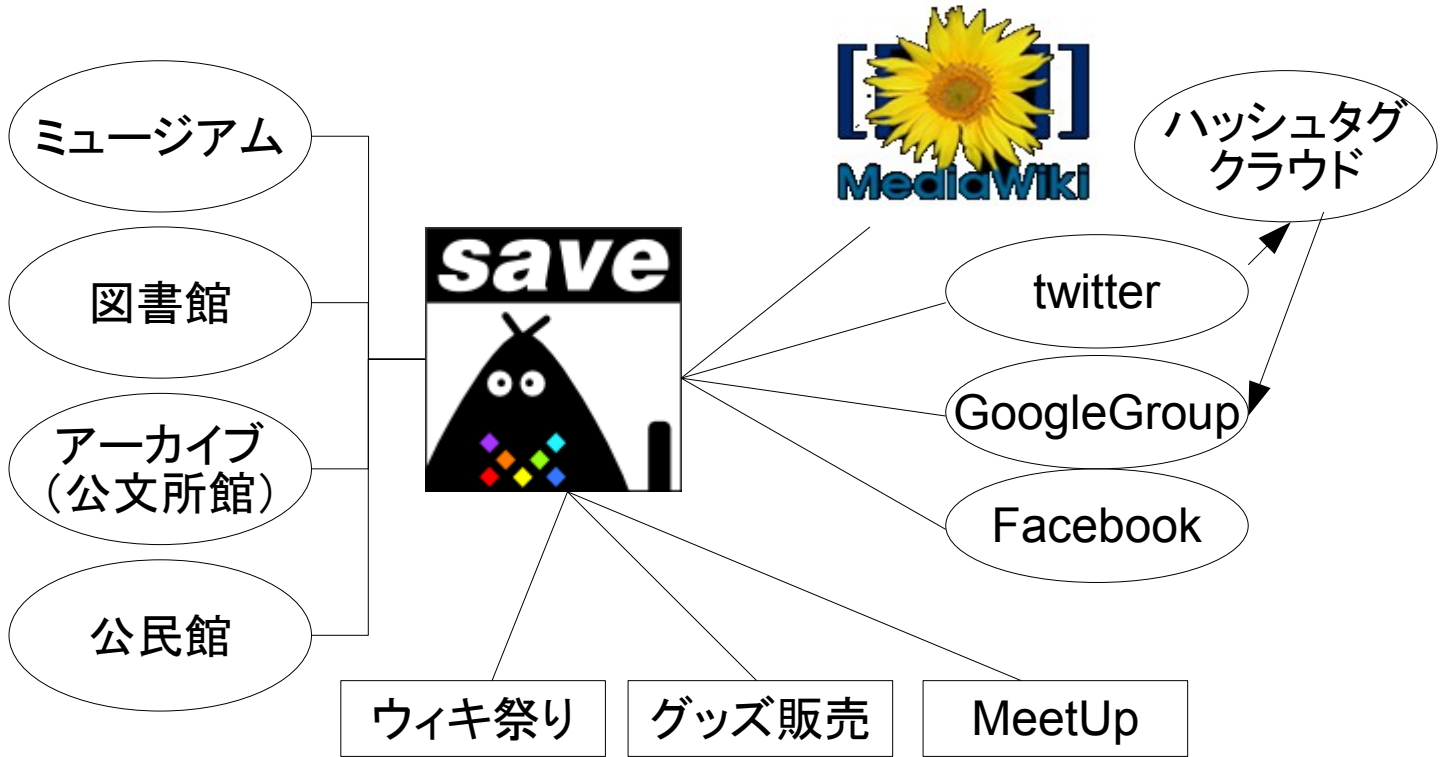 ミュージアム
図書館
アーカイブ
（公文所館）
公民館
save
MediaWiki
ハッシュタグ
クラウド
twitter
GoogleGroup
Facebook
ウィキ祭り
グッズ販売
MeetUp